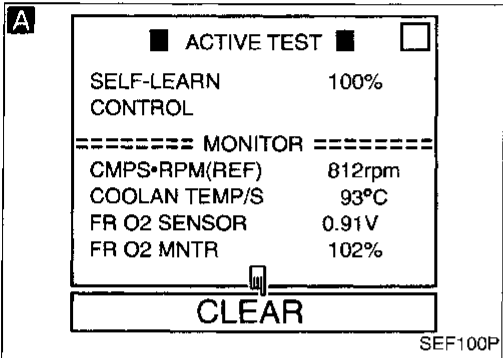 A
■ ACTIVE TEST ■
SELF-LEARN 100%
CONTROL
======== MONITOR ========
CMPS•RPM(REF) 812rpm
COOLAN TEMP/S 93°C
FR O2 SENSOR 0.91V
FR O2 MNTR 102%
CLEAR
SEF100P